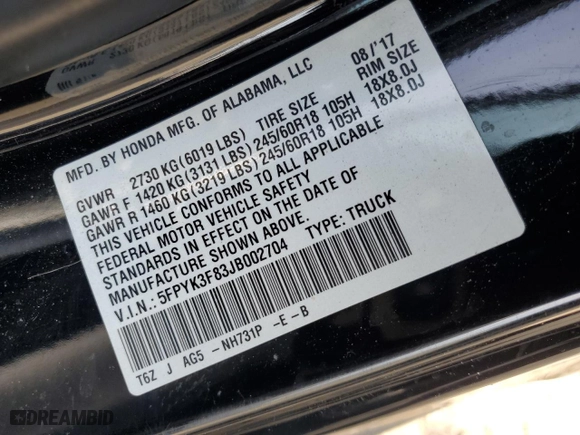 MFD. BY HONDA MFG. OF ALABAMA, LLC 08/'17
TIRE SIZE RIM SIZE
GVWR 2730 KG(6019 LBS)
GAWR F 1420 KG(3131 LBS)245/60R18 105H 18X8.0J
GAWR R 1460 KG(3219 LBS)245/60R18 105H 18X8.0J
THIS VEHICLE CONFORMS TO ALL APPLICABLE
FEDERAL MOTOR VEHICLE SAFETY
STANDARDS IN EFFECT ON THE DATE OF
MANUFACTURE SHOWN ABOVE.
V.I.N.: 5FPYK3F83JB002704 TYPE: TRUCK
T6Z J AG5 -NH731P -E-B
DREAMBID